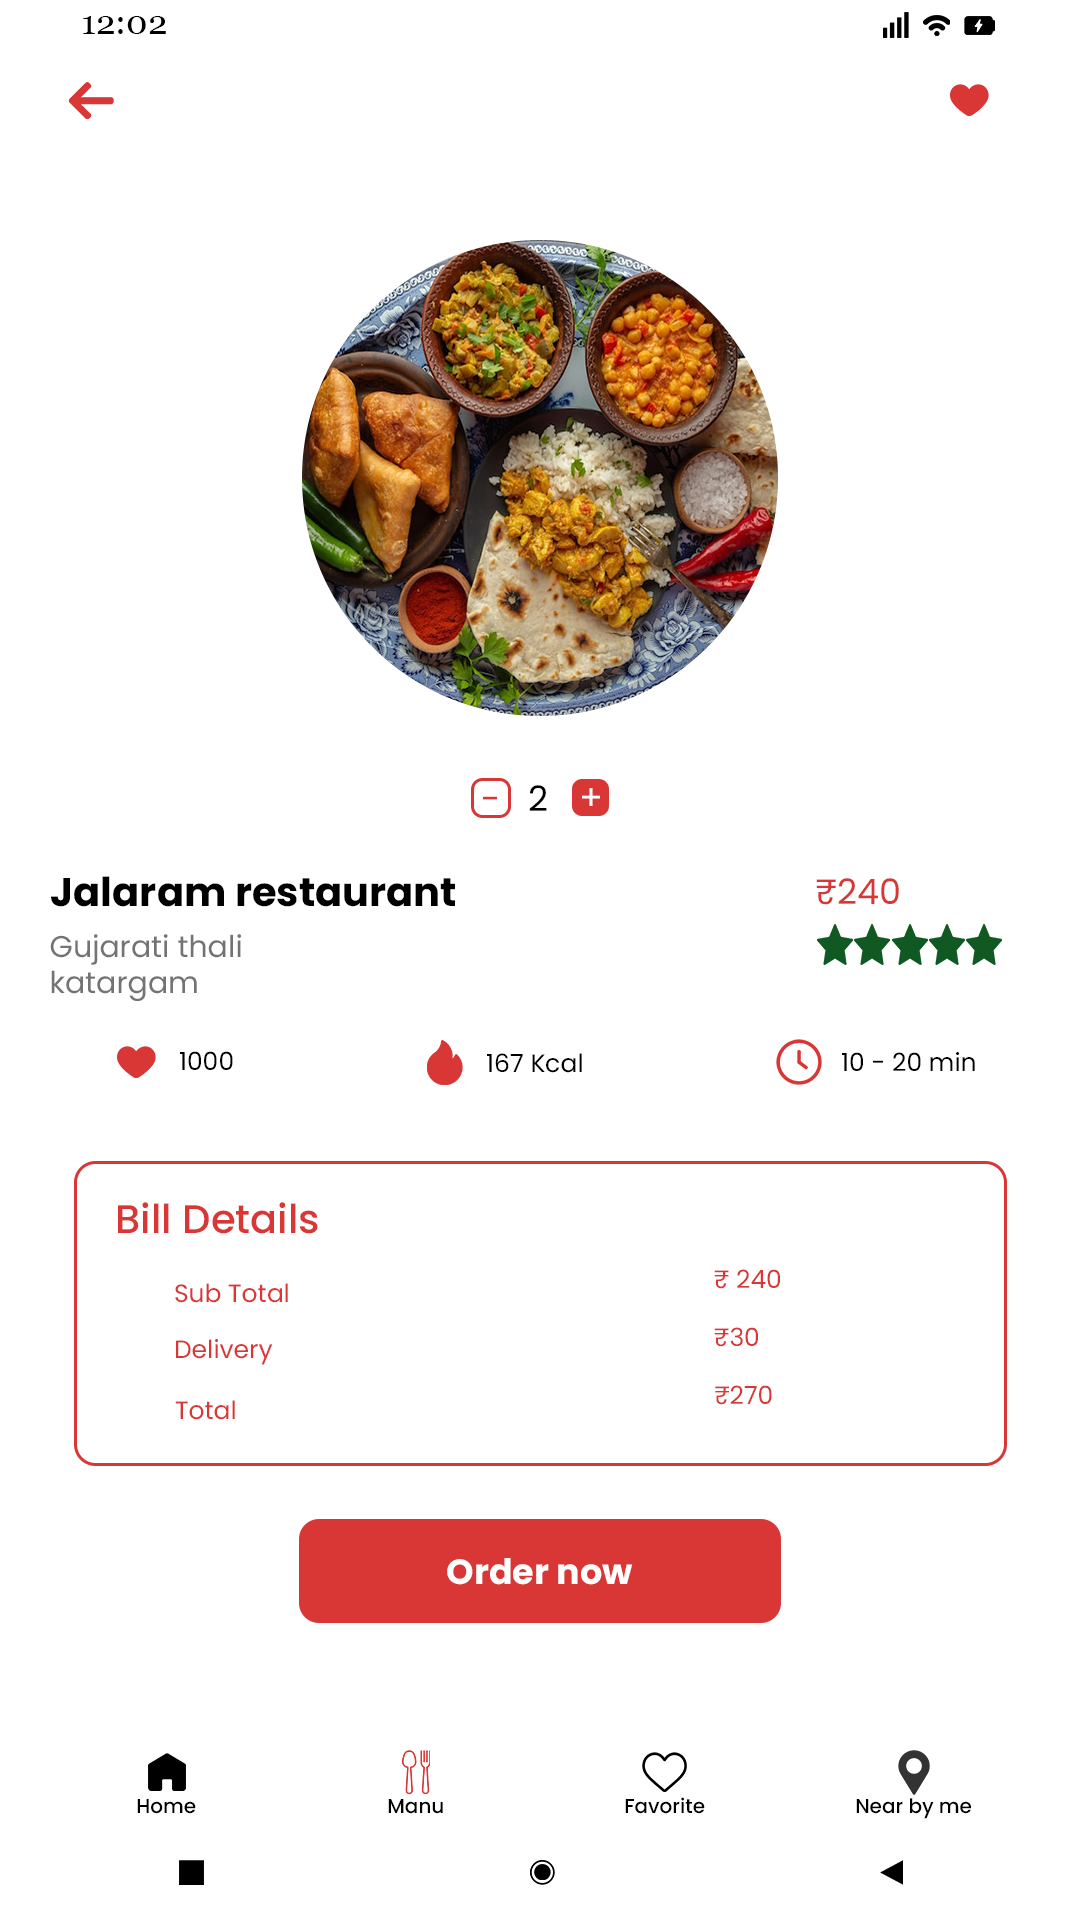 12:02
2
Jalaram restaurant
₹240
Gujarati thali
katargam
1000
167 Kcal
10 - 20 min
Bill Details
Sub Total
₹ 240
Delivery
₹30
Total
₹270
Order now
Home
Manu
Favorite
Near by me